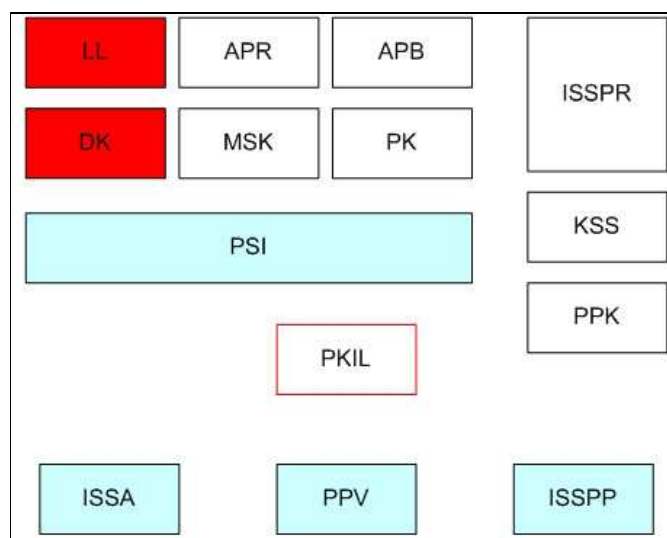 LL
APR
APB
ISSPR
DK
MSK
PK
KSS
PSI
PPK
PKIL
ISSA
PPV
ISSPP